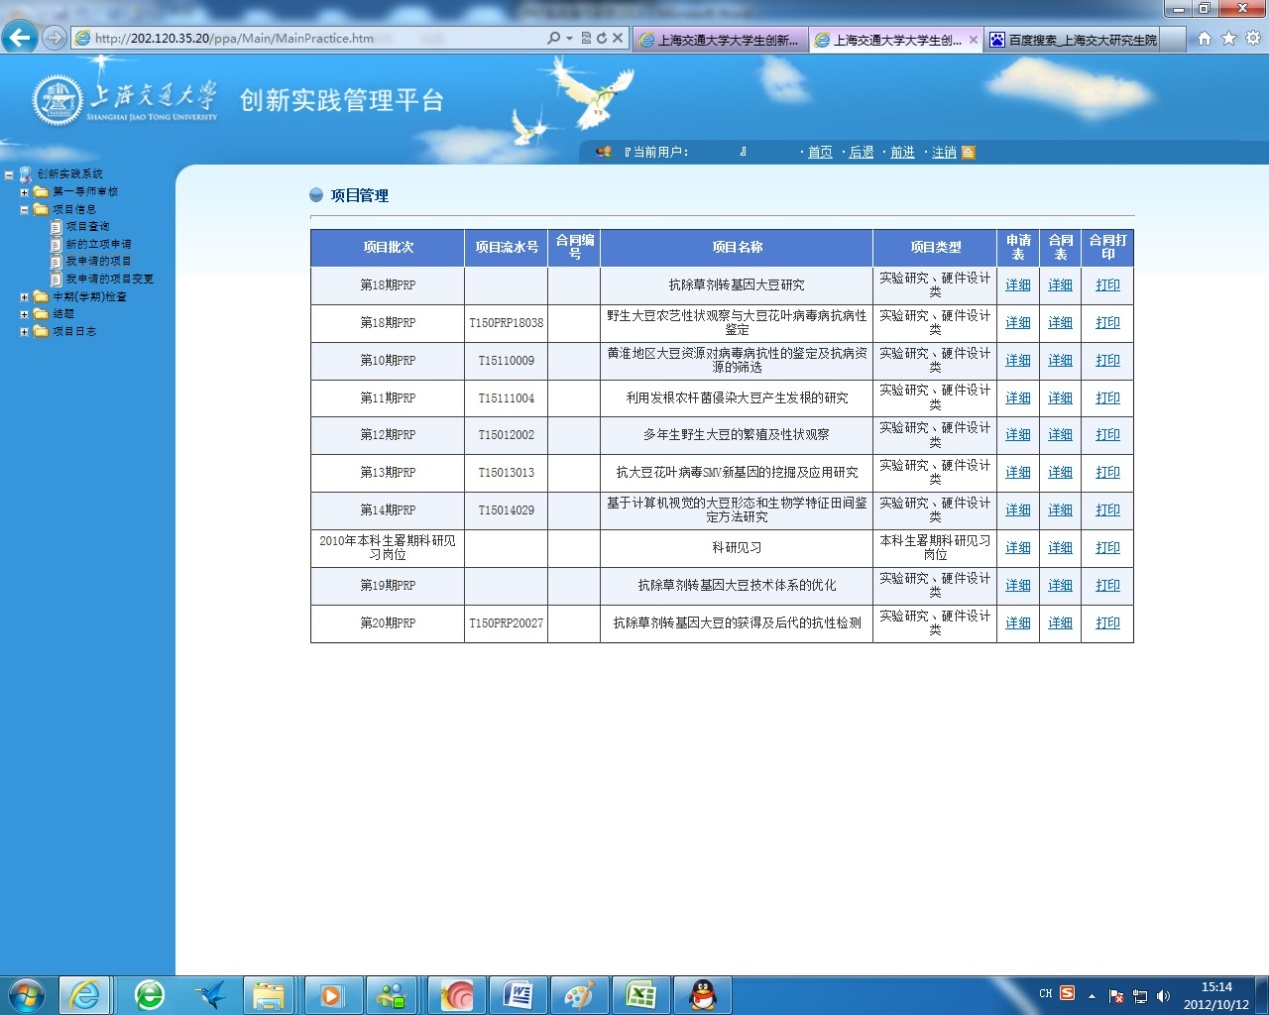 http://202.120.35.20/ppa/Main/MainPractice.htm
上海交通大学大学生创新...
上海交通大学大学生创...
百度搜索_上海交大研究生院
上海交通大学
SHANGHAI JIAO TONG UNIVERSITY
创新实践管理平台
『当前用户: 』
·首页 ·后退 ·前进 ·注销
创新实践系统
第一导师审核
项目信息
项目查询
新的立项申请
我申请的项目
我申请的项目变更
中期(学期)检查
结题
项目日志
项目管理
项目批次 项目流水号 合同编号 项目名称 项目类型 申请表 合同表 合同打印
第18期PRP 抗除草剂转基因大豆研究 实验研究、硬件设计类 详细 详细 打印
第18期PRP T150PRP18038 野生大豆农艺性状观察与大豆花叶病毒病抗病性鉴定 实验研究、硬件设计类 详细 详细 打印
第10期PRP T15110009 黄淮地区大豆资源对病毒病抗性的鉴定及抗病资源的筛选 实验研究、硬件设计类 详细 详细 打印
第11期PRP T15111004 利用发根农杆菌侵染大豆产生发根的研究 实验研究、硬件设计类 详细 详细 打印
第12期PRP T15012002 多年生野生大豆的繁殖及性状观察 实验研究、硬件设计类 详细 详细 打印
第13期PRP T15013013 抗大豆花叶病毒SMV新基因的挖掘及应用研究 实验研究、硬件设计类 详细 详细 打印
第14期PRP T15014029 基于计算机视觉的大豆形态和生物学特征田间鉴定方法研究 实验研究、硬件设计类 详细 详细 打印
2010年本科生暑期科研见习岗位 科研见习 本科生暑期科研见习岗位 详细 详细 打印
第19期PRP 抗除草剂转基因大豆技术体系的优化 实验研究、硬件设计类 详细 详细 打印
第20期PRP T150PRP20027 抗除草剂转基因大豆的获得及后代的抗性检测 实验研究、硬件设计类 详细 详细 打印
CH
15:14
2012/10/12